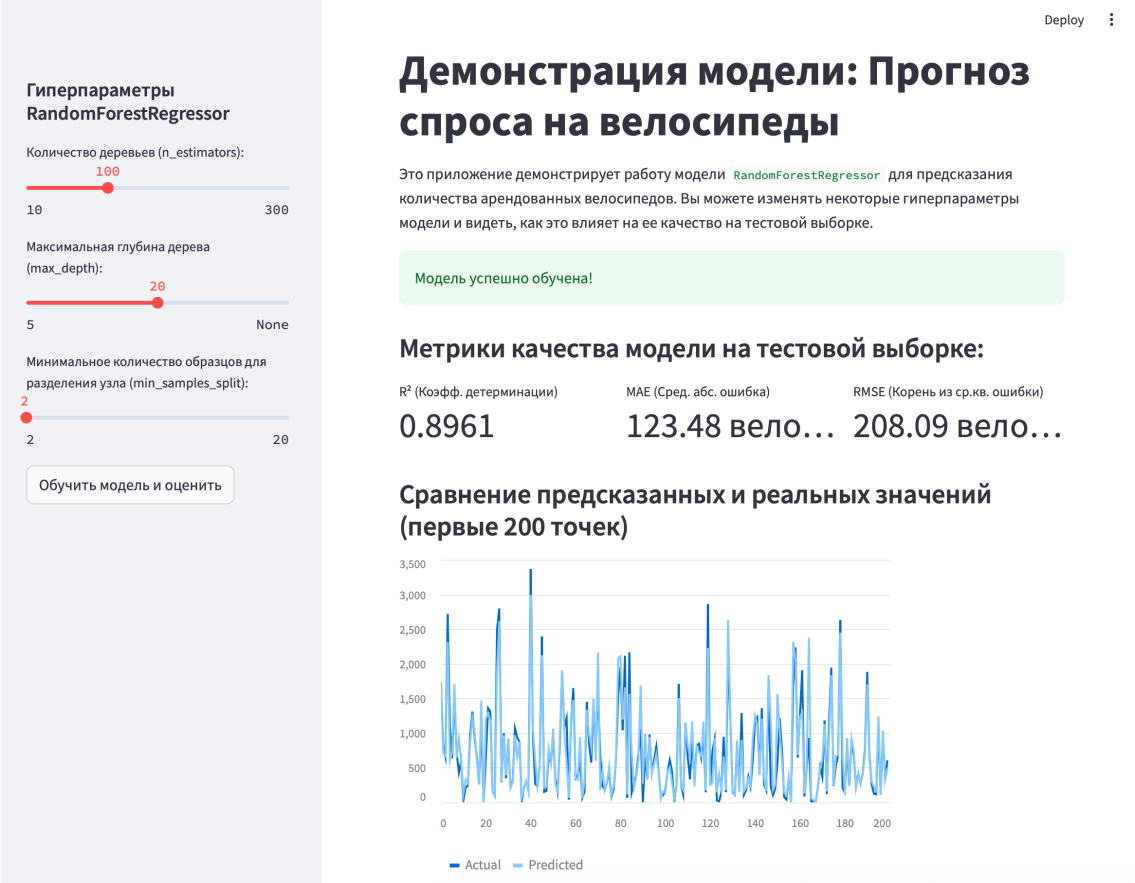 Deploy
Гиперпараметры
RandomForestRegressor
Количество деревьев (n_estimators):
100
10 300
Максимальная глубина дерева
(max_depth):
20
5 None
Минимальное количество образцов для
разделения узла (min_samples_split):
2
2 20
Обучить модель и оценить
Демонстрация модели: Прогноз
спроса на велосипеды
Это приложение демонстрирует работу модели RandomForestRegressor для предсказания
количества арендованных велосипедов. Вы можете изменять некоторые гиперпараметры
модели и видеть, как это влияет на ее качество на тестовой выборке.
Модель успешно обучена!
Метрики качества модели на тестовой выборке:
R² (Коэфф. детерминации) MAE (Сред. абс. ошибка) RMSE (Корень из ср.кв. ошибки)
0.8961 123.48 вело… 208.09 вело…
Сравнение предсказанных и реальных значений
(первые 200 точек)
3,500
3,000
2,500
2,000
1,500
1,000
500
0
0 20 40 60 80 100 120 140 160 180 200
Actual Predicted